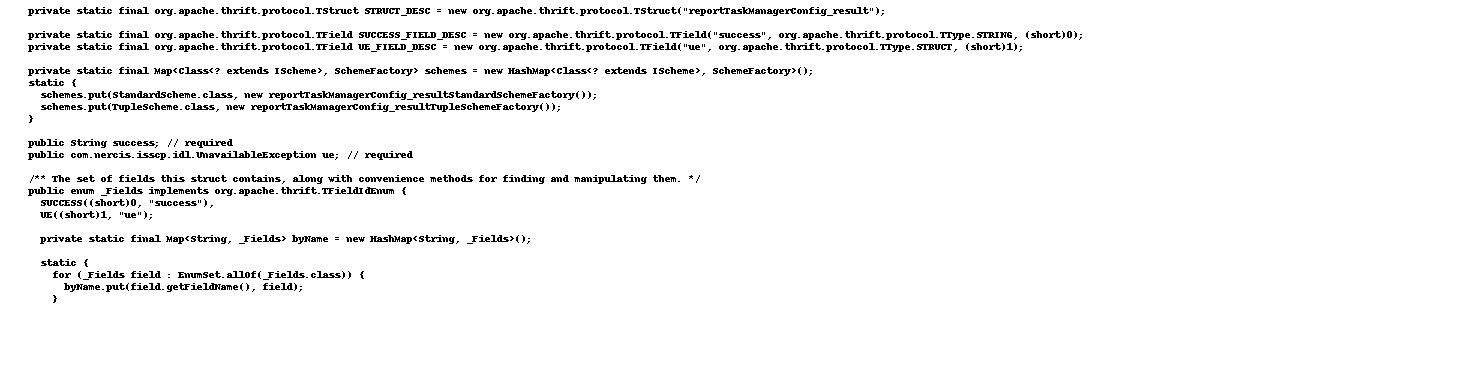 private static final org.apache.thrift.protocol.TStruct STRUCT_DESC = new org.apache.thrift.protocol.TStruct("reportTaskManagerConfig_result");
private static final org.apache.thrift.protocol.TField SUCCESS_FIELD_DESC = new org.apache.thrift.protocol.TField("success", org.apache.thrift.protocol.TType.STRING, (short)0);
private static final org.apache.thrift.protocol.TField UE_FIELD_DESC = new org.apache.thrift.protocol.TField("ue", org.apache.thrift.protocol.TType.STRUCT, (short)1);
private static final Map<Class<? extends IScheme>, SchemeFactory> schemes = new HashMap<Class<? extends IScheme>, SchemeFactory>();
static {
schemes.put(StandardScheme.class, new reportTaskManagerConfig_resultStandardSchemeFactory());
schemes.put(TupleScheme.class, new reportTaskManagerConfig_resultTupleSchemeFactory());
}
public String success; // required
public com.nercis.isscp.idl.UnavailableException ue; // required
/** The set of fields this struct contains, along with convenience methods for finding and manipulating them. */
public enum _Fields implements org.apache.thrift.TFieldIdEnum {
SUCCESS((short)0, "success"),
UE((short)1, "ue");
private static final Map<String, _Fields> byName = new HashMap<String, _Fields>();
static {
for (_Fields field : EnumSet.allOf(_Fields.class)) {
byName.put(field.getFieldName(), field);
}